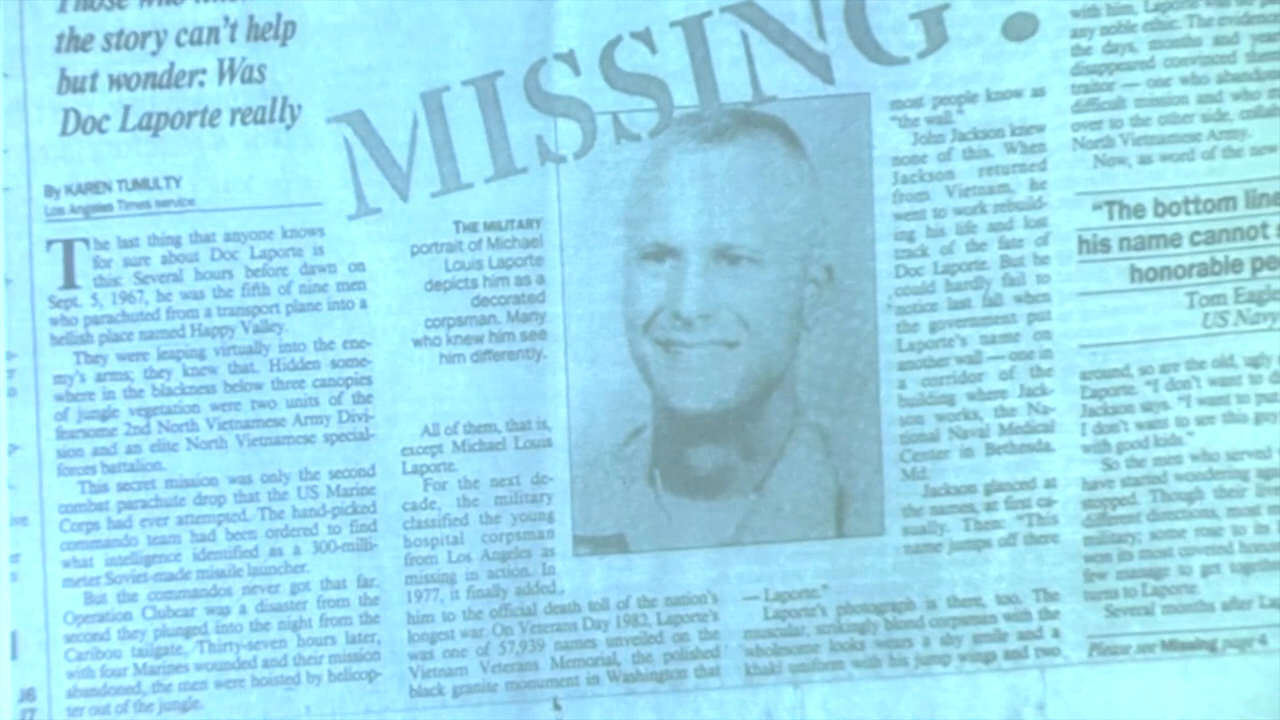 the story can't help
but wonder: Was
Doc Laporte really
MISSING?
By KAREN TUMULTY
Los Angeles Times service
The last thing that anyone knows
for sure about Doc Laporte is
this: Several hours before dawn on
Sept. 5, 1967, he was the fifth of nine men
who parachuted from a transport plane into a
hellish place named Happy Valley.
They were leaping virtually into the ene-
my's arms; they knew that. Hidden some-
where in the blackness below three canopies
of jungle vegetation were two units of the
fearsome 2nd North Vietnamese Army Divi-
sion and an elite North Vietnamese special-
forces battalion.
This secret mission was only the second
combat parachute drop that the US Marine
Corps had ever attempted. The hand-picked
commando team had been ordered to find
what intelligence identified as a 300-milli-
meter Soviet-made missile launcher.
But the commandos never got that far.
Operation Clubcar was a disaster from the
second they plunged into the night from the
Caribou tailgate. Thirty-seven hours later,
with four Marines wounded and their mission
abandoned, the men were hoisted by helicop-
ter out of the jungle.
THE MILITARY
portrait of Michael
Louis Laporte
depicts him as a
decorated
corpsman. Many
who knew him see
him differently.
All of them, that is,
except Michael Louis
Laporte.
For the next de-
cade, the military
classified the young
hospital corpsman
from Los Angeles as
missing in action. In
1977, it finally added
him to the official death toll of the nation's
longest war. On Veterans Day 1982, Laporte's
was one of 57,939 names unveiled on the
Vietnam Veterans Memorial, the polished
black granite monument in Washington that
most people know as
"the wall."
John Jackson knew
none of this. When
Jackson returned
from Vietnam, he
went to work rebuild-
ing his life and lost
track of the fate of
Doc Laporte. But he
could hardly fail to
notice last fall when
the government put
Laporte's name on
another wall — one in
a corridor of the
building where Jack-
son works, the Na-
tional Naval Medical
Center in Bethesda,
Md.
Jackson glanced at
the names, at first ca-
sually. Then: "This
name jumps off there
— Laporte."
Laporte's photograph is there, too. The
muscular, strikingly blond corpsman with the
wholesome looks wears a shy smile and a
khaki uniform with his jump wings and two
any noble ethic. The evidence
the days, months and
disappeared convinced
traitor — one who
difficult mission and who
over to the other side,
North Vietnamese Army.
Now, as word of the new
"The bottom line
his name cannot
honorable
Tom
US Navy
around, so are the old, ugly
Laporte. "I don't want to
Jackson says. "I want to
I don't want to see this guy
with good kids."
So the men who served
have started wondering
stopped. Though their
different directions, most
military; some rose to
won its most coveted
few manage to get together
turns to Laporte.
Several months after
Please see Missing page 4